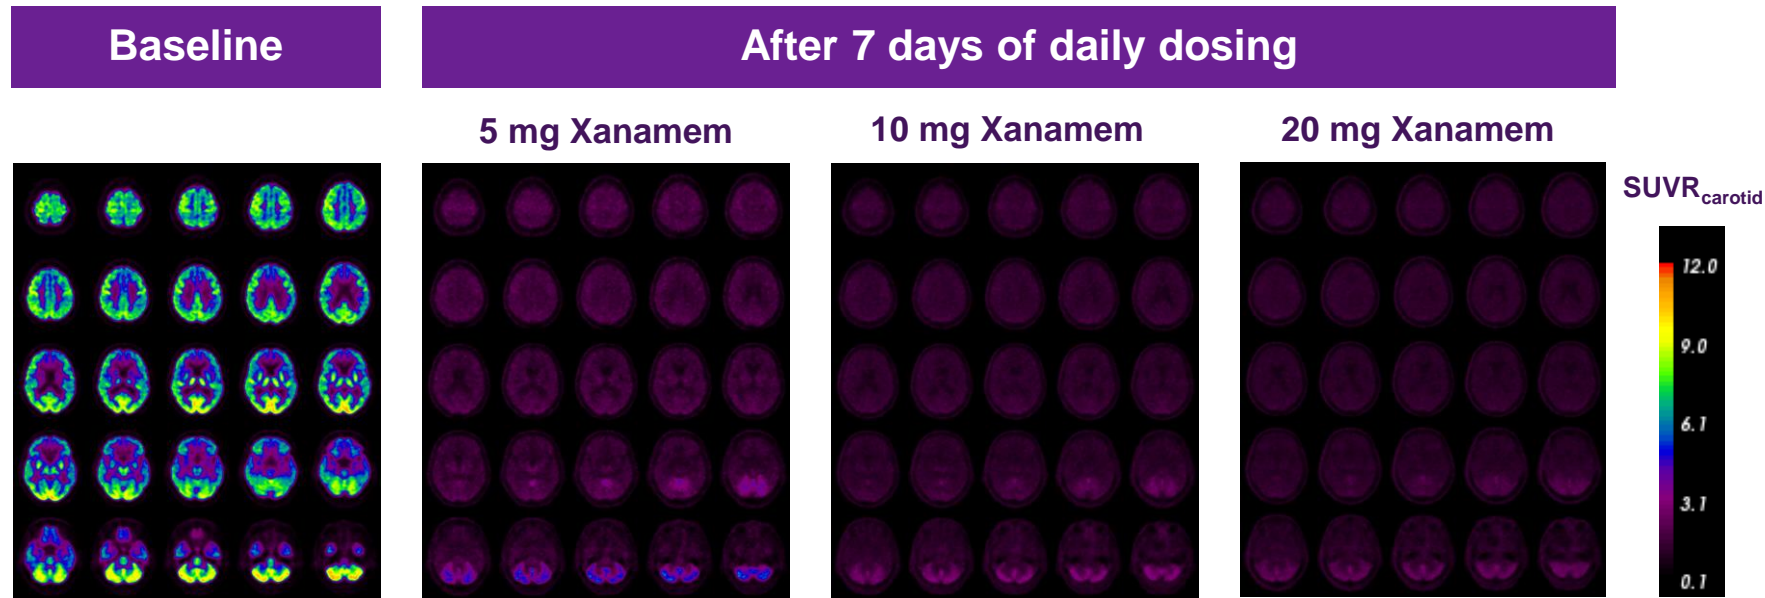 Baseline
After 7 days of daily dosing
5 mg Xanamem
10 mg Xanamem
20 mg Xanamem
SUVRcarotid
12.0
9.0
6.1
3.1
0.1